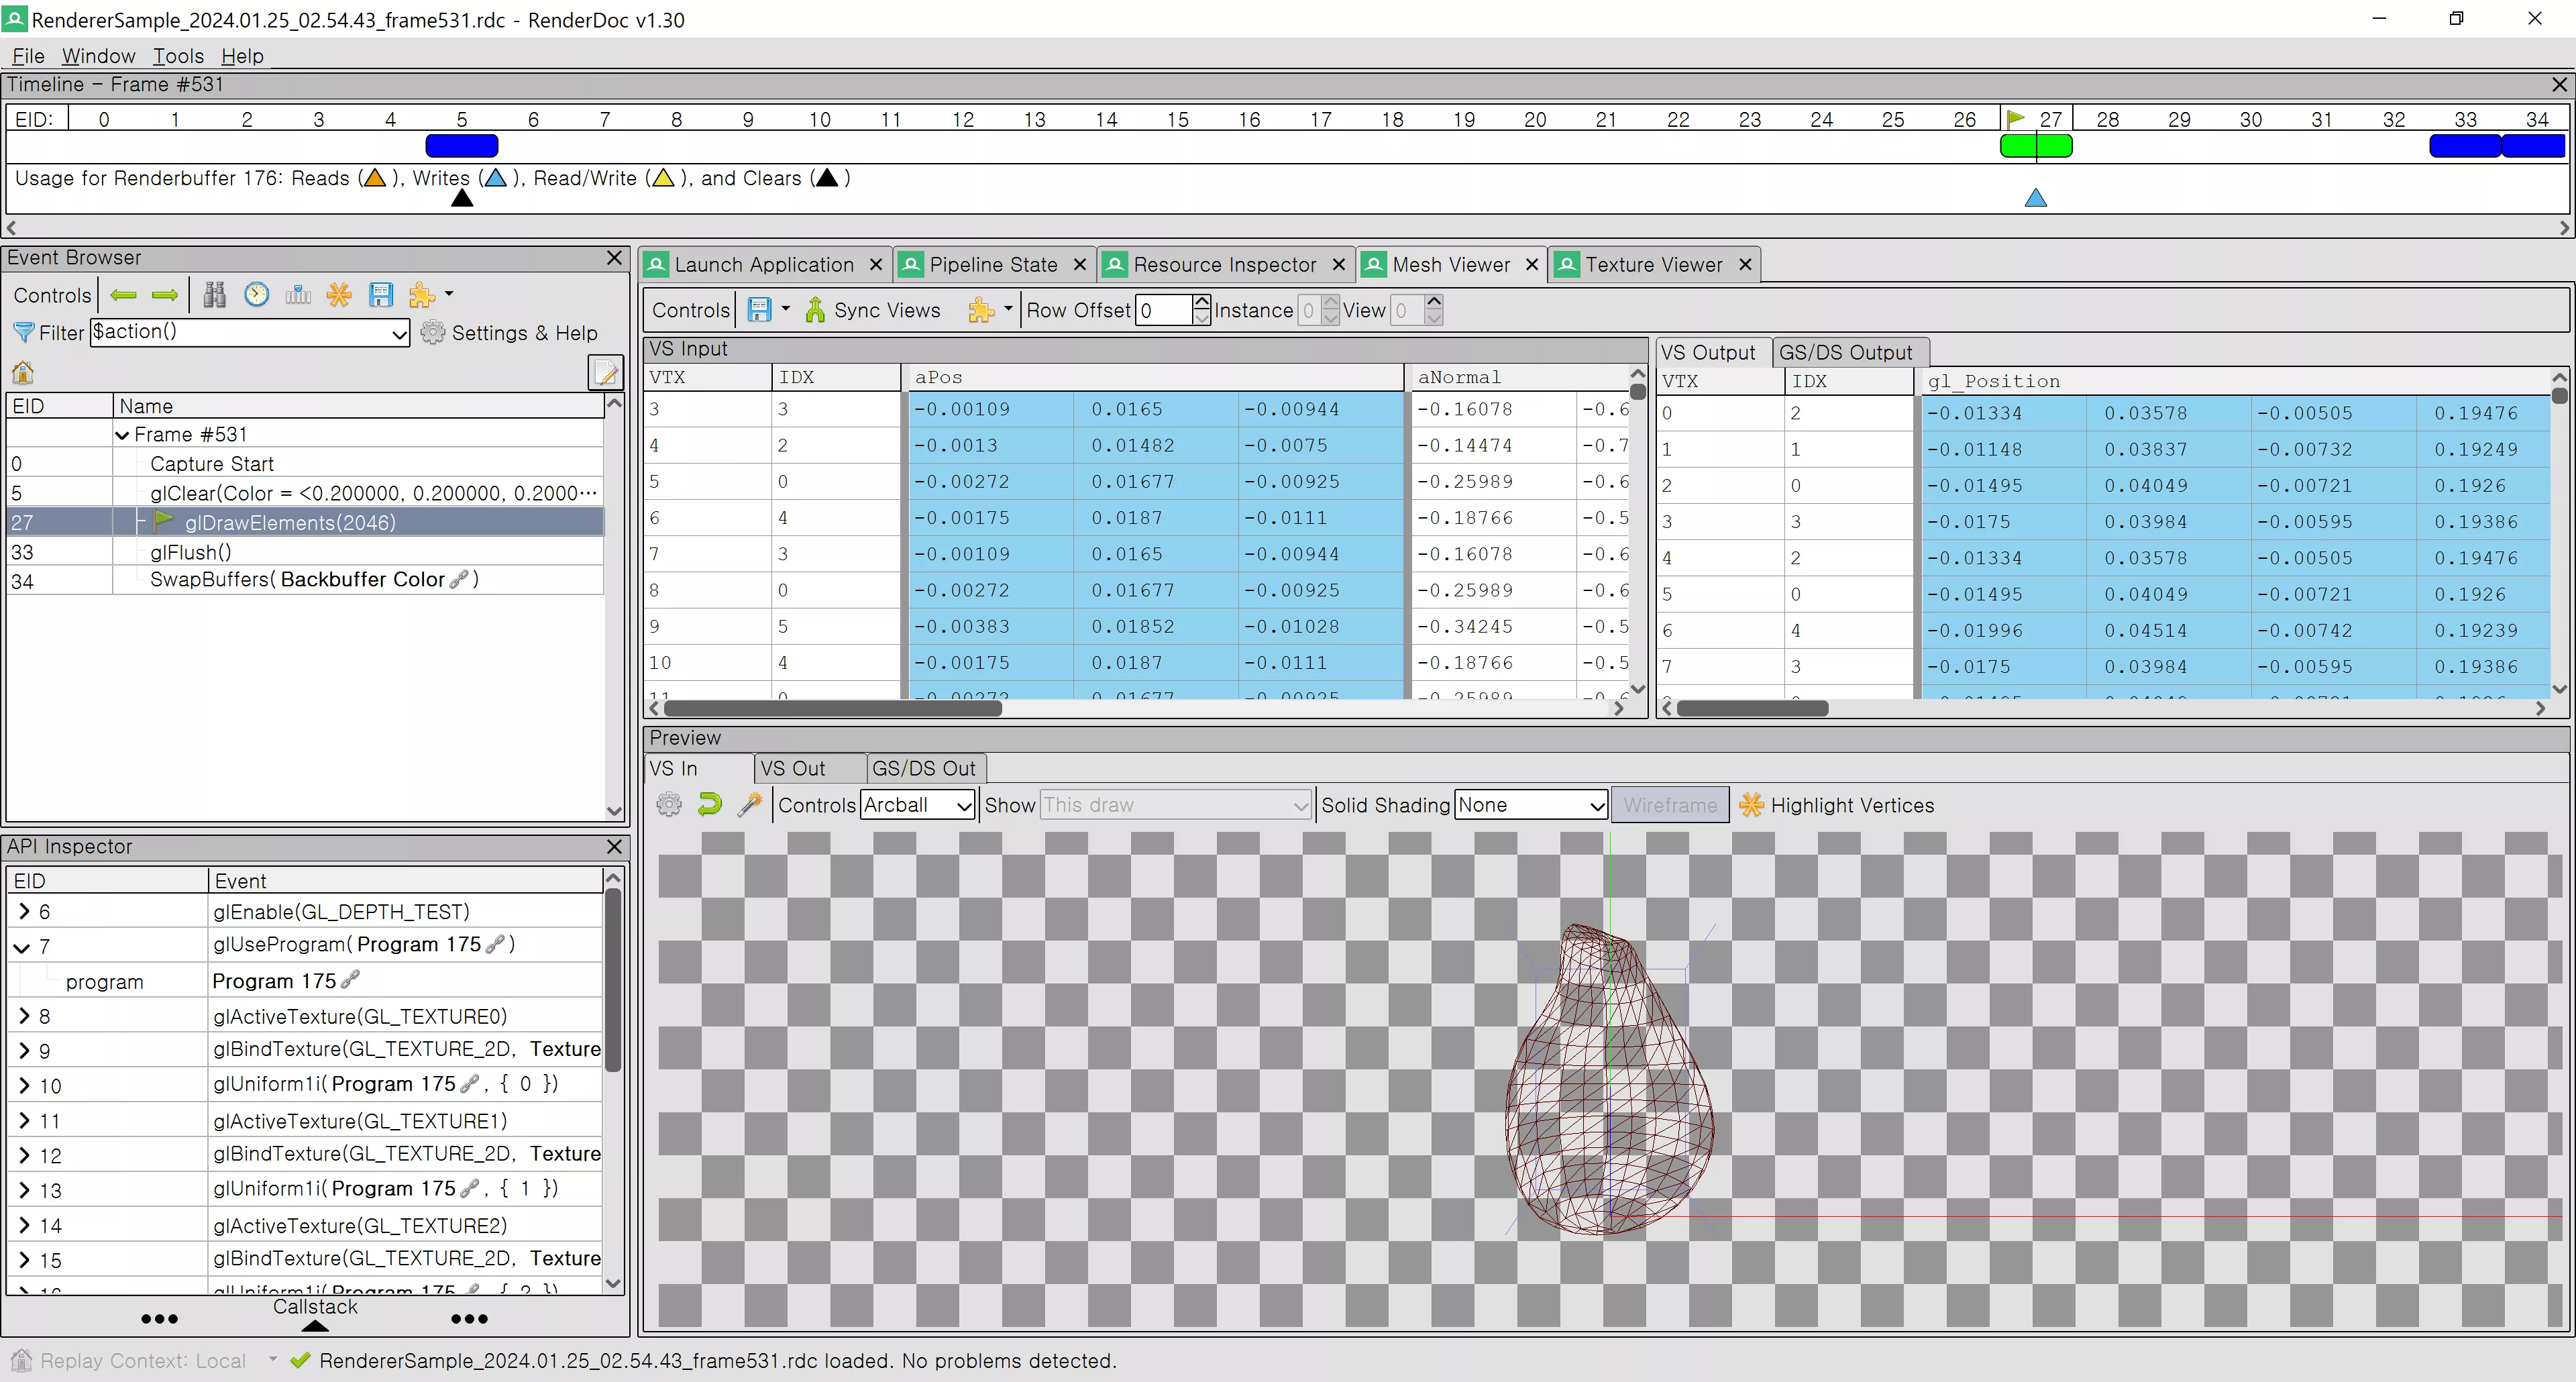 RendererSample_2024.01.25_02.54.43_frame531.rdc - RenderDoc v1.30
File Window Tools Help
Timeline - Frame #531
EID: 0 1 2 3 4 5 6 7 8 9 10 11 12 13 14 15 16 17 18 19 20 21 22 23 24 25 26 27 28 29 30 31 32 33 34
Usage for Renderbuffer 176: Reads ( ), Writes ( ), Read/Write ( ), and Clears ( )
Event Browser
Controls
Filter $action() Settings & Help
EID Name
Frame #531
0 Capture Start
5 glClear(Color = <0.200000, 0.200000, 0.2000···
27 glDrawElements(2046)
33 glFlush()
34 SwapBuffers( Backbuffer Color )
API Inspector
EID Event
6 glEnable(GL_DEPTH_TEST)
7 glUseProgram( Program 175 )
program Program 175
8 glActiveTexture(GL_TEXTURE0)
9 glBindTexture(GL_TEXTURE_2D, Texture
10 glUniform1i( Program 175 , { 0 })
11 glActiveTexture(GL_TEXTURE1)
12 glBindTexture(GL_TEXTURE_2D, Texture
13 glUniform1i( Program 175 , { 1 })
14 glActiveTexture(GL_TEXTURE2)
15 glBindTexture(GL_TEXTURE_2D, Texture
16 glUniform1i( Program 175 , { 2 })
Callstack
Launch Application Pipeline State Resource Inspector Mesh Viewer Texture Viewer
Controls Sync Views Row Offset 0 Instance 0 View 0
VS Input
VTX IDX aPos aNormal
3 3 -0.00109 0.0165 -0.00944 -0.16078 -0.6
4 2 -0.0013 0.01482 -0.0075 -0.14474 -0.7
5 0 -0.00272 0.01677 -0.00925 -0.25989 -0.6
6 4 -0.00175 0.0187 -0.0111 -0.18766 -0.5
7 3 -0.00109 0.0165 -0.00944 -0.16078 -0.6
8 0 -0.00272 0.01677 -0.00925 -0.25989 -0.6
9 5 -0.00383 0.01852 -0.01028 -0.34245 -0.5
10 4 -0.00175 0.0187 -0.0111 -0.18766 -0.5
11 0 -0.00272 0.01677 -0.00925 -0.25989 -0.6
VS Output GS/DS Output
VTX IDX gl_Position
0 2 -0.01334 0.03578 -0.00505 0.19476
1 1 -0.01148 0.03837 -0.00732 0.19249
2 0 -0.01495 0.04049 -0.00721 0.1926
3 3 -0.0175 0.03984 -0.00595 0.19386
4 2 -0.01334 0.03578 -0.00505 0.19476
5 0 -0.01495 0.04049 -0.00721 0.1926
6 4 -0.01996 0.04514 -0.00742 0.19239
7 3 -0.0175 0.03984 -0.00595 0.19386
Preview
VS In VS Out GS/DS Out
Controls Arcball Show This draw Solid Shading None Wireframe Highlight Vertices
Replay Context: Local RendererSample_2024.01.25_02.54.43_frame531.rdc loaded. No problems detected.